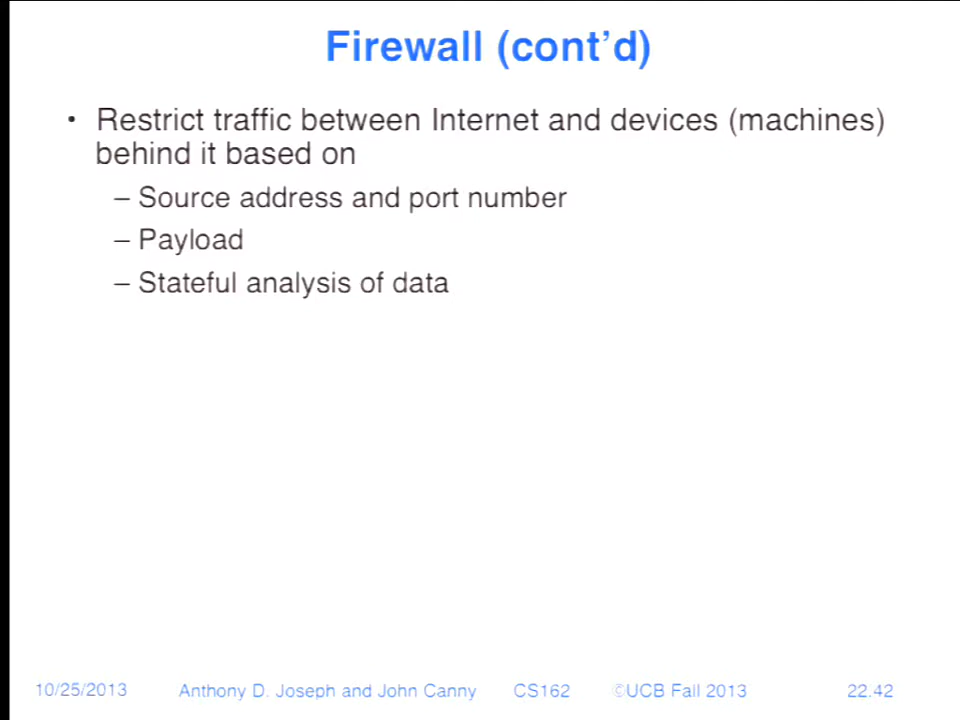 Firewall (cont’d)
• Restrict traffic between Internet and devices (machines)
behind it based on
– Source address and port number
– Payload
– Stateful analysis of data
10/25/2013 Anthony D. Joseph and John Canny CS162 ©UCB Fall 2013 22.42